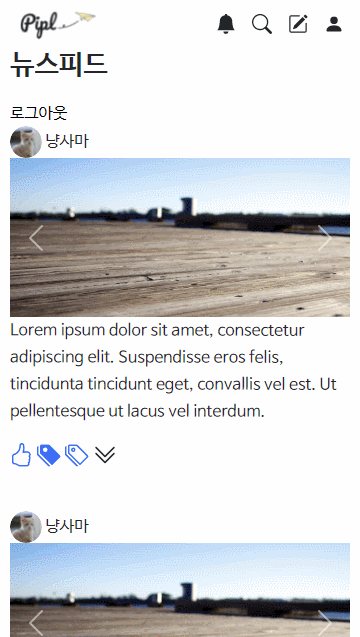 Pipl
뉴스피드
로그아웃
냥사마
Lorem ipsum dolor sit amet, consectetur
adipiscing elit. Suspendisse eros felis,
tincidunta tincidunt eget, convallis vel est. Ut
pellentesque ut lacus vel interdum.
냥사마